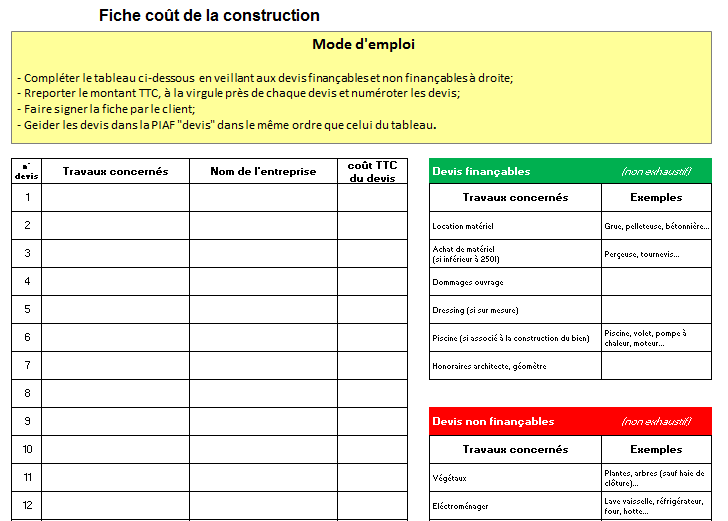 Fiche coût de la construction
Mode d'emploi
- Compléter le tableau ci-dessous en veillant aux devis finançables et non finançables à droite;
- Rreporter le montant TTC, à la virgule près de chaque devis et numéroter les devis;
- Faire signer la fiche par le client;
- Geider les devis dans la PIAF "devis" dans le même ordre que celui du tableau.
n° devis Travaux concernés Nom de l'entreprise coût TTC du devis
1
2
3
4
5
6
7
8
9
10
11
12
Devis finançables (non exhaustif)
Travaux concernés Exemples
Location matériel Grue, pelleteuse, bétonnière...
Achat de matériel
(si inférieur à 250!) Perçeuse, tournevis...
Dommages ouvrage
Dressing (si sur mesure)
Piscine (si associé à la construction du bien) Piscine, volet, pompe à
chaleur, moteur...
Honoraires architecte, géomètre
Devis non finançables (non exhaustif)
Travaux concernés Exemples
Végétaux Plantes, arbres (sauf haie de
clôture)...
Eléctroménager Lave vaisselle, réfrigérateur,
four, hotte...